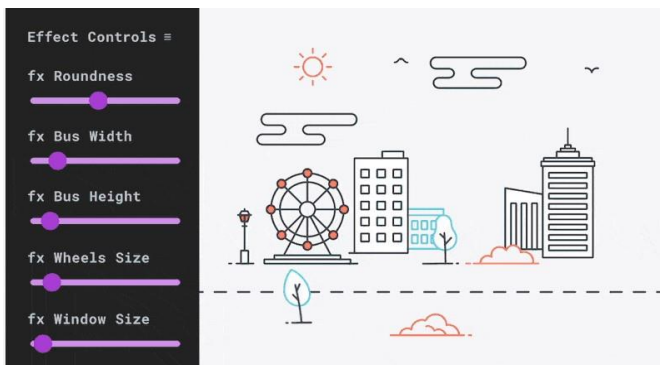 Effect Controls ≡
fx Roundness
fx Bus Width
fx Bus Height
fx Wheels Size
fx Window Size